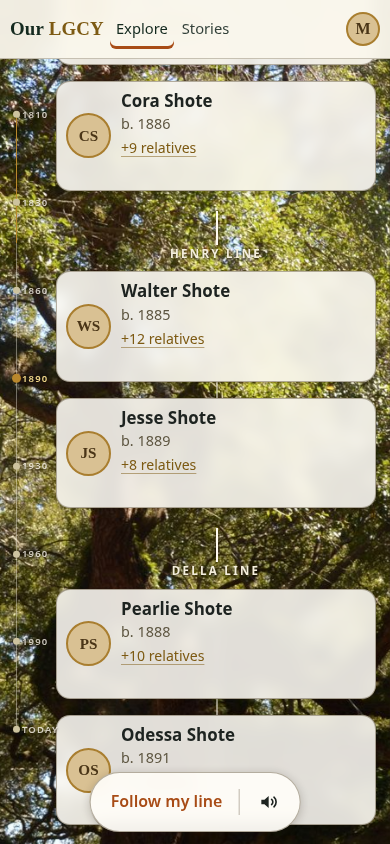 Our LGCY Explore Stories M
Cora Shote
CS
b. 1886
+9 relatives
1810
1830
HENRY LINE
Walter Shote
WS
b. 1885
+12 relatives
1860
1890
Jesse Shote
JS
b. 1889
+8 relatives
1930
1960
DELLA LINE
Pearlie Shote
PS
b. 1888
+10 relatives
1990
Odessa Shote
OS
b. 1891
TODAY
Follow my line